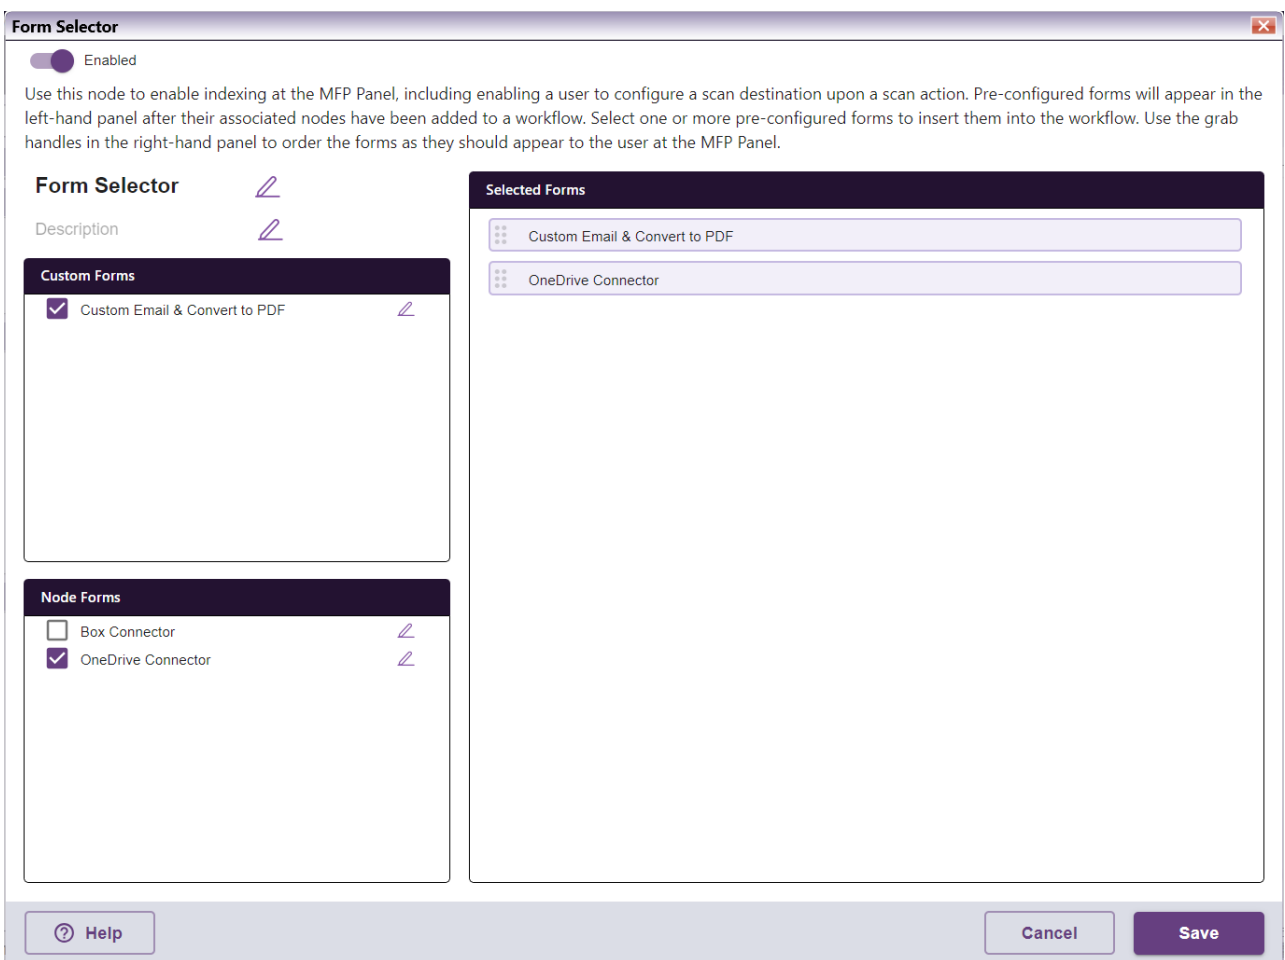 Form Selector
Enabled
Use this node to enable indexing at the MFP Panel, including enabling a user to configure a scan destination upon a scan action. Pre-configured forms will appear in the
left-hand panel after their associated nodes have been added to a workflow. Select one or more pre-configured forms to insert them into the workflow. Use the grab
handles in the right-hand panel to order the forms as they should appear to the user at the MFP Panel.
Form Selector
Description
Custom Forms
Custom Email & Convert to PDF
Node Forms
Box Connector
OneDrive Connector
Selected Forms
Custom Email & Convert to PDF
OneDrive Connector
Help
Cancel
Save